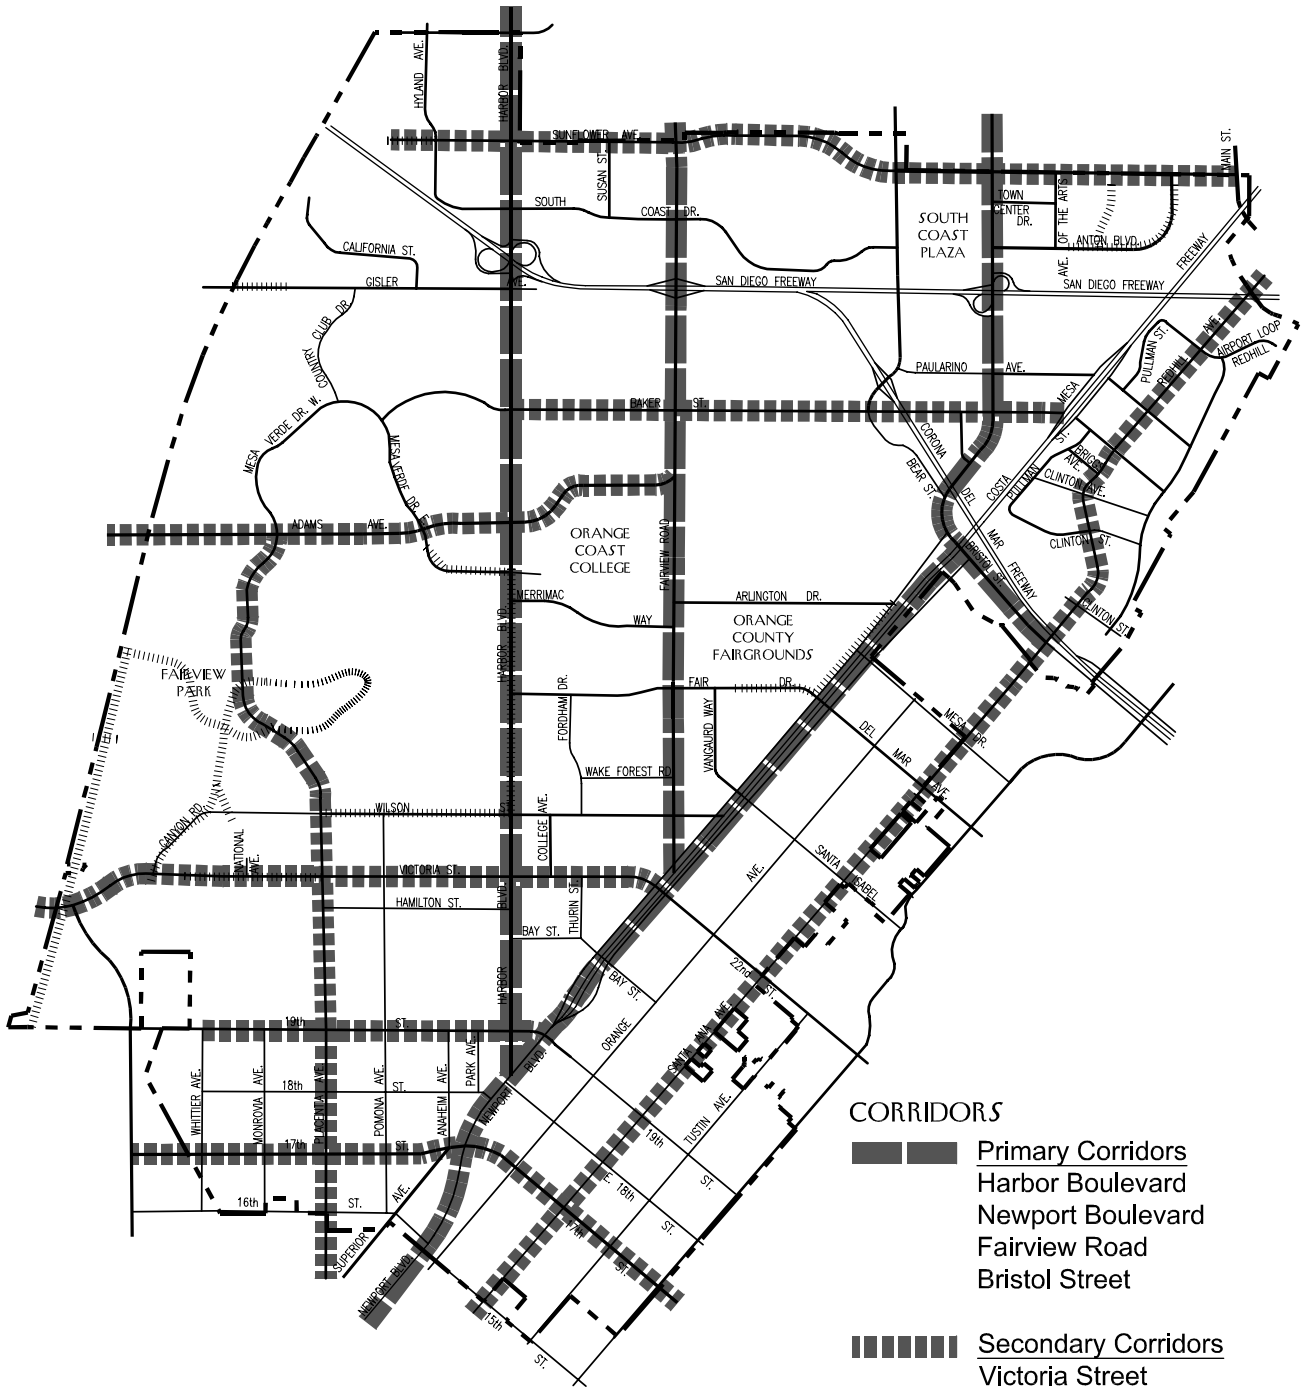 HYLAND AVE.
HARBOR BLVD.
SUNFLOWER AVE.
SUSAN ST.
MAIN ST.
SOUTH
COAST DR.
SOUTH
COAST
PLAZA
TOWN
CENTER
DR.
AVE. OF THE ARTS
ANTON BLVD.
CALIFORNIA ST.
GISLER
AVE.
SAN DIEGO FREEWAY
SAN DIEGO FREEWAY
FREEWAY
COUNTRY CLUB DR.
PAULARINO AVE.
MESA
PULLMAN ST.
REDHILL AVE.
AIRPORT LOOP
REDHILL
BAKER ST.
MESA VERDE DR. W.
MESA VERDE DR. E.
CORONA
DEL
MAR
FREEWAY
BEAR ST.
COSTA
PULLMAN
ST.
BRIGGS
AVE.
CLINTON AVE.
CLINTON ST.
CLINTON ST.
ADAMS AVE.
ORANGE
COAST
COLLEGE
FAIRVIEW ROAD
BRISTOL ST.
MERRIMAC
WAY
ARLINGTON DR.
ORANGE
COUNTY
FAIRGROUNDS
HARBOR BLVD.
FAIRVIEW
PARK
FAIR
DR.
FORDHAM DR.
VANGAURD WAY
DEL
MAR
AVE.
MESA DR.
WAKE FOREST RD
CANYON RD.
WILSON
ST.
COLLEGE AVE.
NATIONAL
AVE.
VICTORIA ST.
SANTA
ISABEL
AVE.
HAMILTON ST.
BLVD.
THURIN ST.
BAY ST.
BAY ST.
22nd
ST.
HARBOR
ORANGE
SANTA ANA AVE.
19th
ST.
BLVD.
WHITTIER AVE.
MONROVIA AVE.
PLACENTIA AVE.
POMONA AVE.
ANAHEIM AVE.
PARK AVE.
18th
ST.
NEWPORT
TUSTIN AVE.
19th
ST.
17th
ST.
E. 18th
ST.
16th
ST.
17th
ST.
SUPERIOR
AVE.
NEWPORT BLVD.
15th
ST.
CORRIDORS
Primary Corridors
Harbor Boulevard
Newport Boulevard
Fairview Road
Bristol Street
Secondary Corridors
Victoria Street